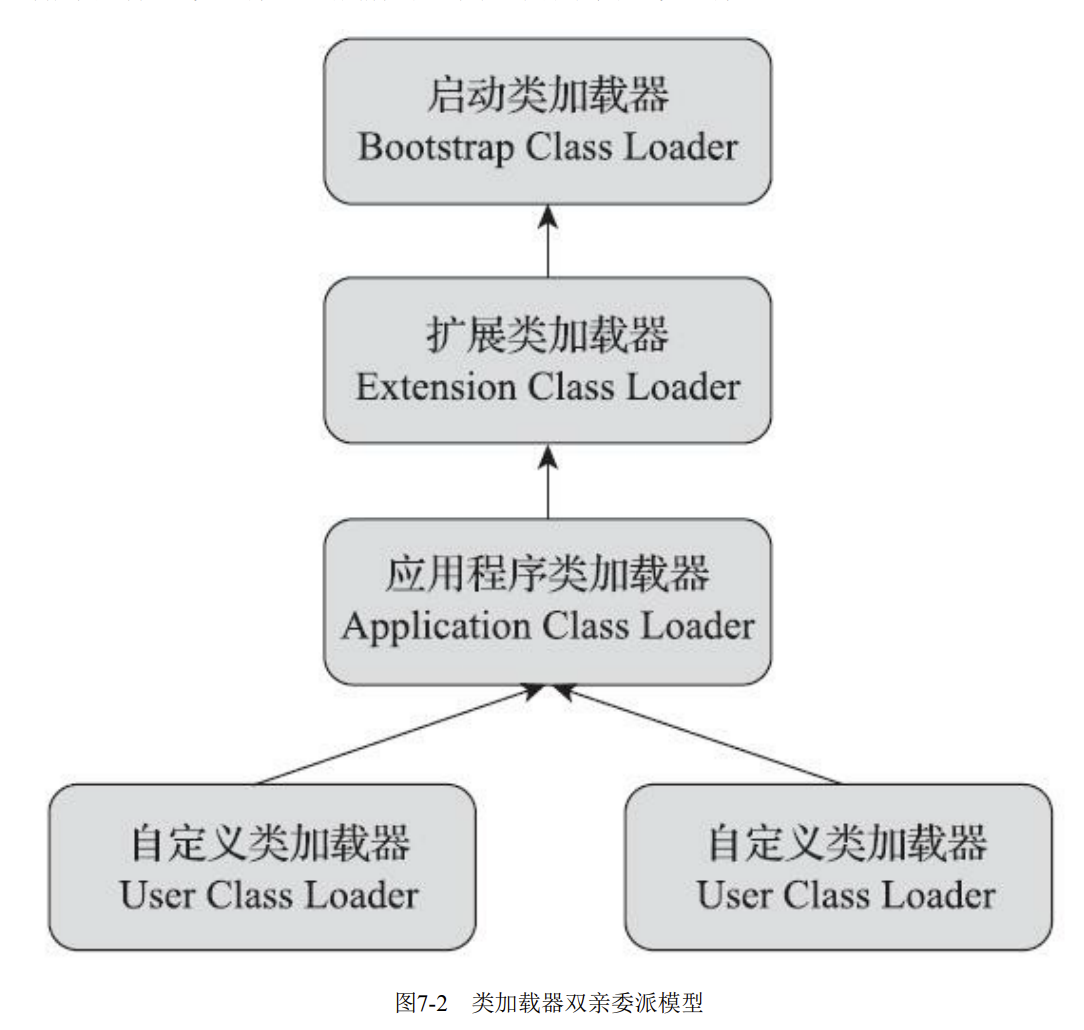 启动类加载器
Bootstrap Class Loader
扩展类加载器
Extension Class Loader
应用程序类加载器
Application Class Loader
自定义类加载器
User Class Loader
自定义类加载器
User Class Loader
图7-2 类加载器双亲委派模型